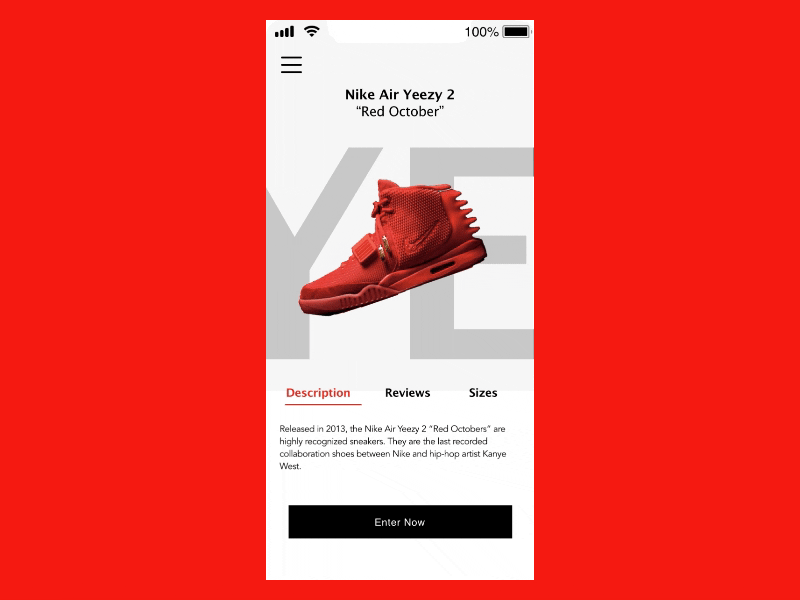 100%
Nike Air Yeezy 2
“Red October”
YE
Description Reviews Sizes
Released in 2013, the Nike Air Yeezy 2 “Red Octobers” are
highly recognized sneakers. They are the last recorded
collaboration shoes between Nike and hip-hop artist Kanye
West.
Enter Now